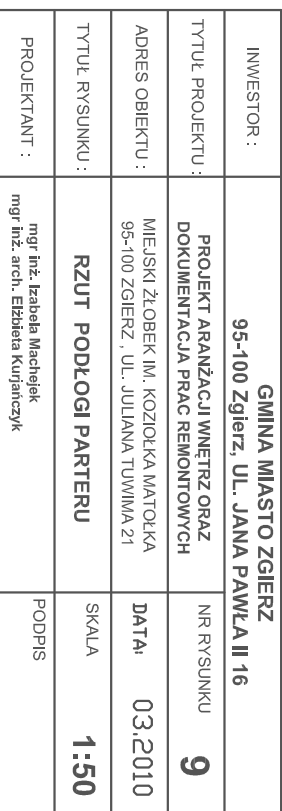 INWESTOR :
GMINA MIASTO ZGIERZ
95-100 Zgierz, UL. JANA PAWŁA II 16
TYTUŁ PROJEKTU :
PROJEKT ARANŻACJI WNĘTRZ ORAZ
DOKUMENTACJA PRAC REMONTOWYCH
NR RYSUNKU
9
ADRES OBIEKTU :
MIEJSKI ŻŁOBEK IM. KOZIOŁKA MATOŁKA
95-100 ZGIERZ , UL. JULIANA TUWIMA 21
DATA: 03.2010
TYTUŁ RYSUNKU :
RZUT PODŁOGI PARTERU
SKALA
1:50
PROJEKTANT :
mgr inż. Izabela Machejek
mgr inż. arch. Elżbieta Kurjańczyk
PODPIS